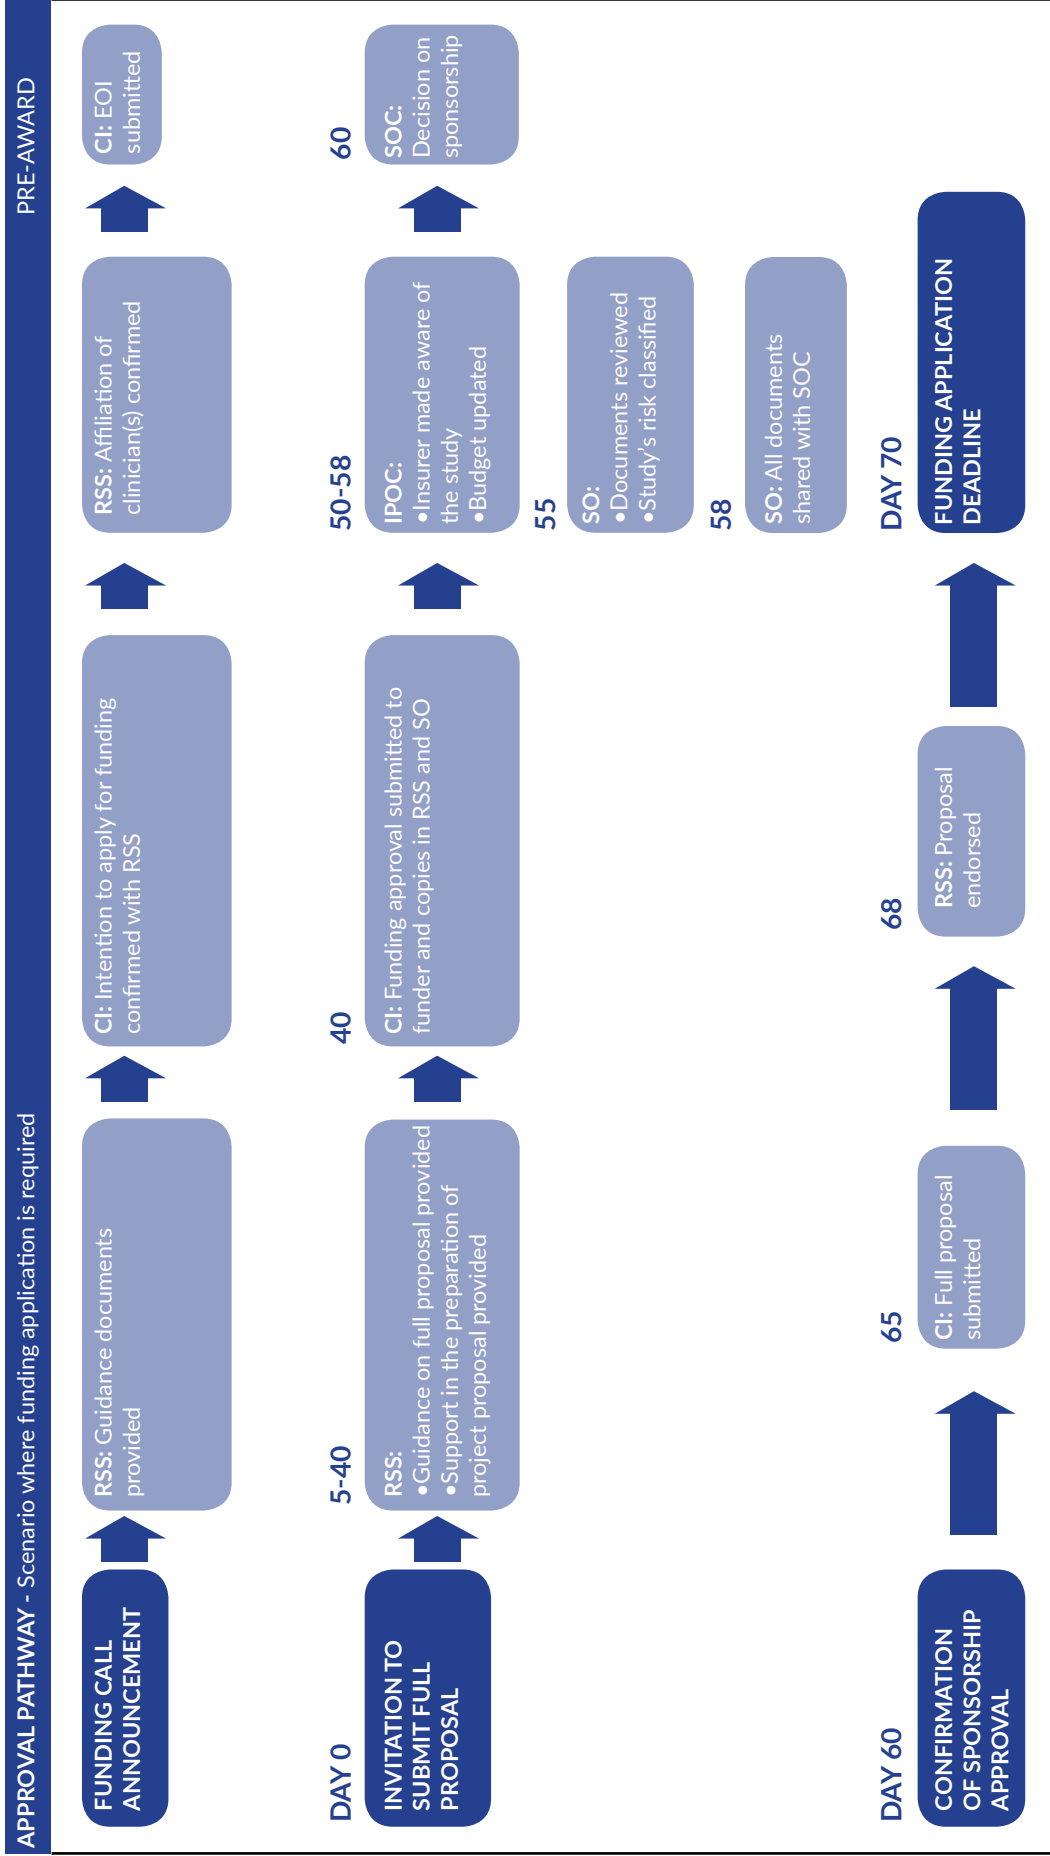 APPROVAL PATHWAY - Scenario where funding application is required
PRE-AWARD
FUNDING CALL
ANNOUNCEMENT
RSS: Guidance documents
provided
CI: Intention to apply for funding
confirmed with RSS
RSS: Affiliation of
clinician(s) confirmed
CI: EOI
submitted
DAY 0
INVITATION TO
SUBMIT FULL
PROPOSAL
5-40
RSS:
•Guidance on full proposal provided
•Support in the preparation of
project proposal provided
40
CI: Funding approval submitted to
funder and copies in RSS and SO
50-58
IPOC:
•Insurer made aware of
the study
•Budget updated
55
SO:
•Documents reviewed
•Study's risk classified
58
SO: All documents
shared with SOC
60
SOC:
Decision on
sponsorship
DAY 60
CONFIRMATION
OF SPONSORSHIP
APPROVAL
65
CI: Full proposal
submitted
68
RSS: Proposal
endorsed
DAY 70
FUNDING APPLICATION
DEADLINE